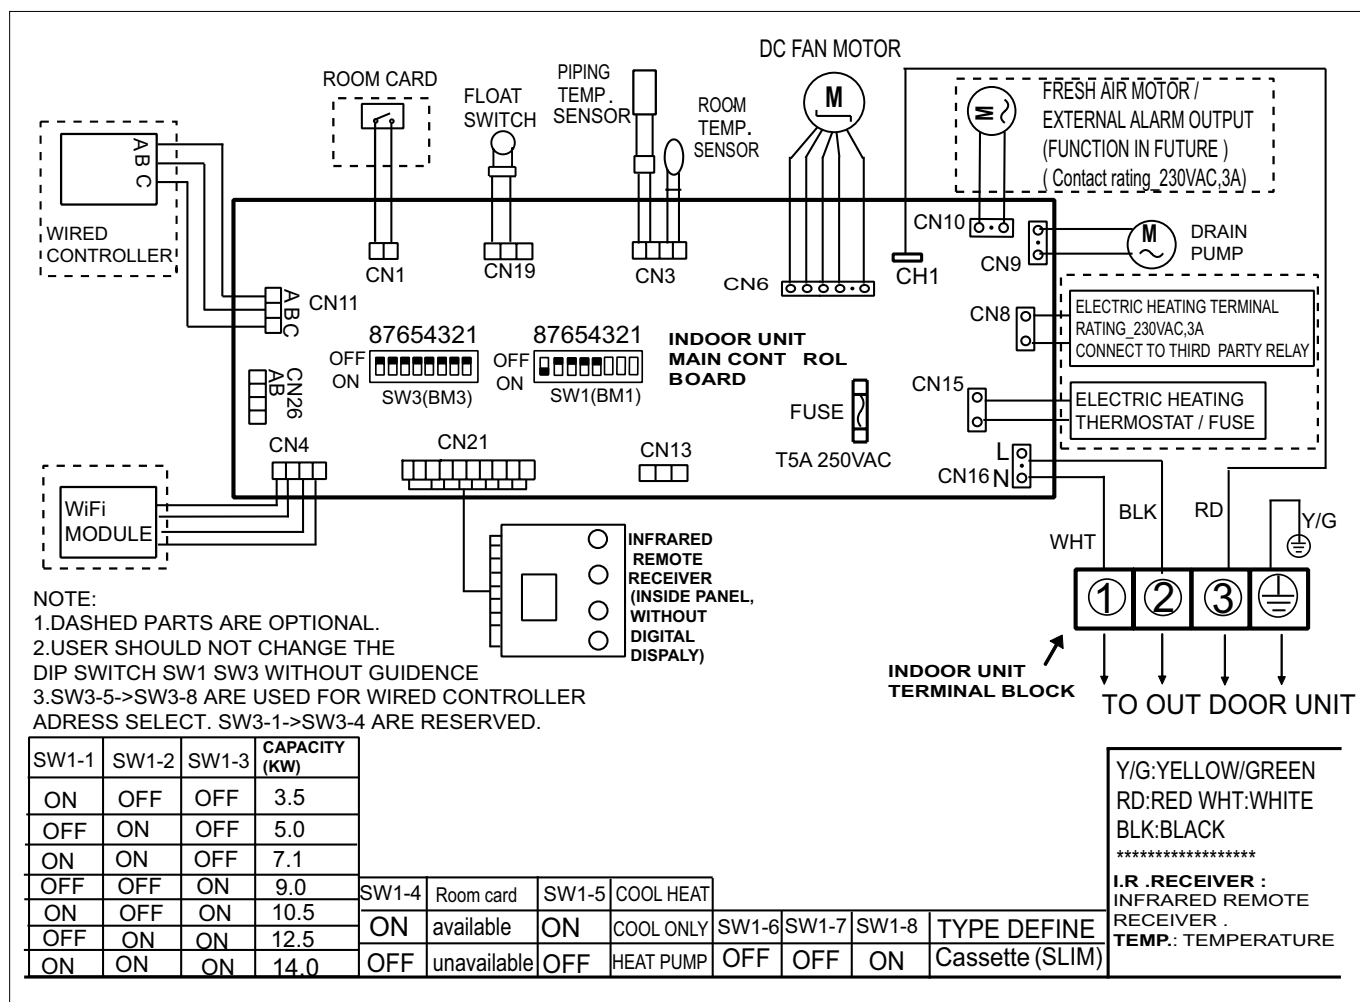 DC FAN MOTOR
ROOM CARD
FLOAT
SWITCH
PIPING
TEMP.
SENSOR
ROOM
TEMP.
SENSOR
M
M
FRESH AIR MOTOR /
EXTERNAL ALARM OUTPUT
(FUNCTION IN FUTURE )
( Contact rating_230VAC,3A)
A
B
C
WIRED
CONTROLLER
CN1
CN19
CN3
CN6
CH1
CN10
CN9
M
DRAIN
PUMP
A
B
C
CN11
CN8
ELECTRIC HEATING TERMINAL
RATING_230VAC,3A
CONNECT TO THIRD PARTY RELAY
87654321
OFF
ON
SW3(BM3)
87654321
OFF
ON
SW1(BM1)
INDOOR UNIT
MAIN CONT ROL
BOARD
CN26
AB
FUSE
T5A 250VAC
CN15
ELECTRIC HEATING
THERMOSTAT / FUSE
CN4
CN21
CN13
CN16
L
N
WiFi
MODULE
INFRARED
REMOTE
RECEIVER
(INSIDE PANEL,
WITHOUT
DIGITAL
DISPALY)
WHT
BLK
RD
Y/G
1 2 3
INDOOR UNIT
TERMINAL BLOCK
TO OUT DOOR UNIT
NOTE:
1.DASHED PARTS ARE OPTIONAL.
2.USER SHOULD NOT CHANGE THE
DIP SWITCH SW1 SW3 WITHOUT GUIDENCE
3.SW3-5->SW3-8 ARE USED FOR WIRED CONTROLLER
ADRESS SELECT. SW3-1->SW3-4 ARE RESERVED.
SW1-1 SW1-2 SW1-3 CAPACITY (KW)
ON OFF OFF 3.5
OFF ON OFF 5.0
ON ON OFF 7.1
OFF OFF ON 9.0
ON OFF ON 10.5
OFF ON ON 12.5
ON ON ON 14.0
SW1-4 Room card
ON available
OFF unavailable
SW1-5 COOL HEAT
ON COOL ONLY
OFF HEAT PUMP
SW1-6 SW1-7 SW1-8 TYPE DEFINE
OFF OFF ON Cassette (SLIM)
Y/G:YELLOW/GREEN
RD:RED WHT:WHITE
BLK:BLACK
******************
I.R .RECEIVER :
INFRARED REMOTE
RECEIVER .
TEMP.: TEMPERATURE